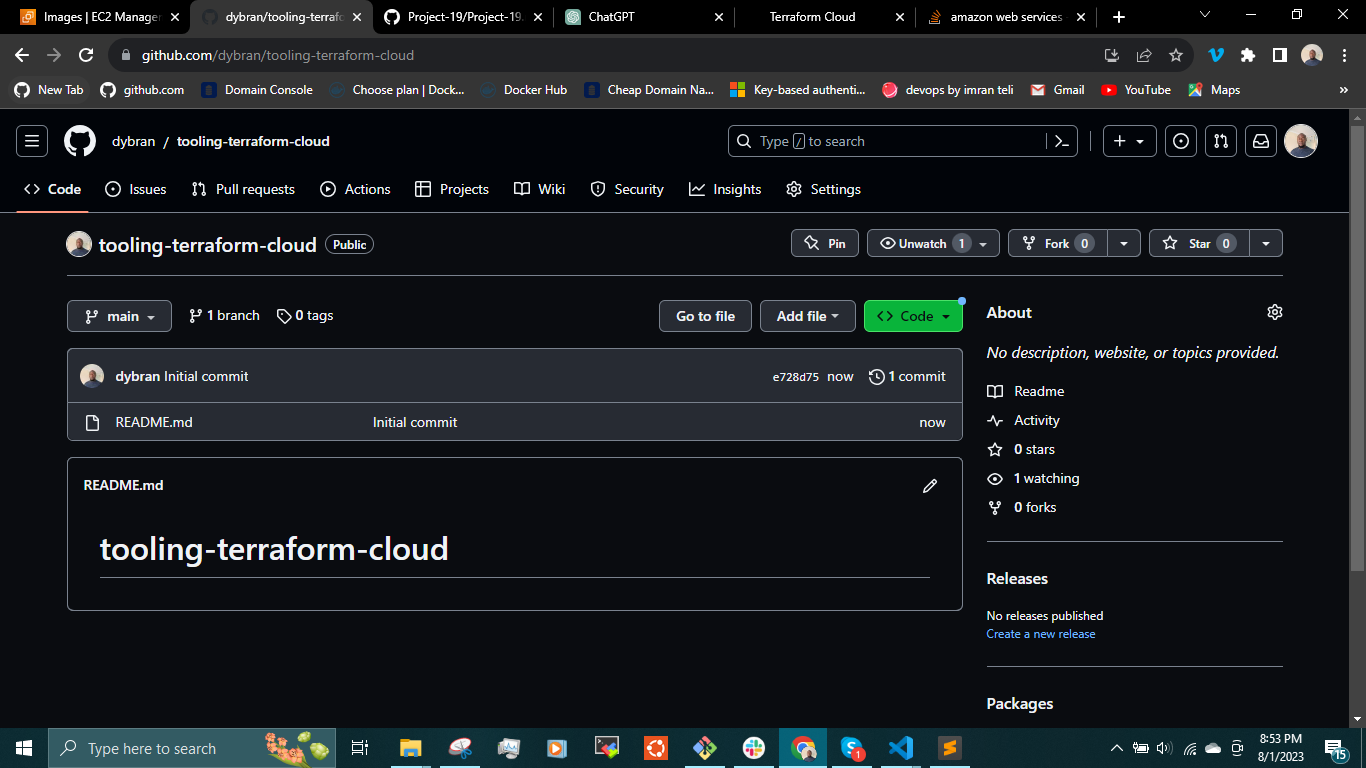 Images | EC2 Manager
dybran/tooling-terrafo
Project-19/Project-19.
ChatGPT
Terraform Cloud
amazon web services
github.com/dybran/tooling-terraform-cloud
New Tab
github.com
Domain Console
Choose plan | Dock...
Docker Hub
Cheap Domain Na...
Key-based authenti...
devops by imran teli
Gmail
YouTube
Maps
»
dybran / tooling-terraform-cloud
Type / to search
Code
Issues
Pull requests
Actions
Projects
Wiki
Security
Insights
Settings
tooling-terraform-cloud
Public
Pin
Unwatch 1
Fork 0
Star 0
main
1 branch
0 tags
Go to file
Add file
Code
dybran Initial commit
e728d75 now
1 commit
README.md
Initial commit
now
README.md
tooling-terraform-cloud
About
No description, website, or topics provided.
Readme
Activity
0 stars
1 watching
0 forks
Releases
No releases published
Create a new release
Packages
Type here to search
1
8:53 PM
8/1/2023
15